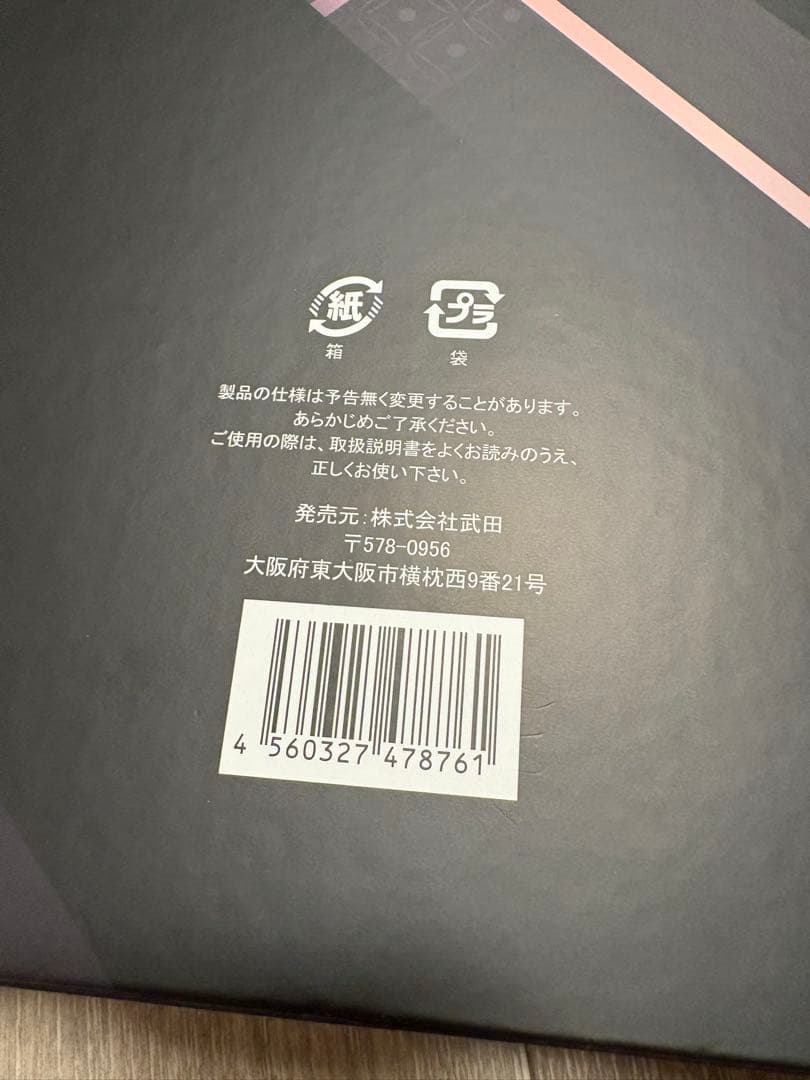 紙 プラ
箱 袋
製品の仕様は予告無く変更することがあります。
あらかじめご了承ください。
ご使用の際は、取扱説明書をよくお読みのうえ、
正しくお使い下さい。
発売元:株式会社武田
〒578-0956
大阪府東大阪市横枕西9番21号
4 560327 478761